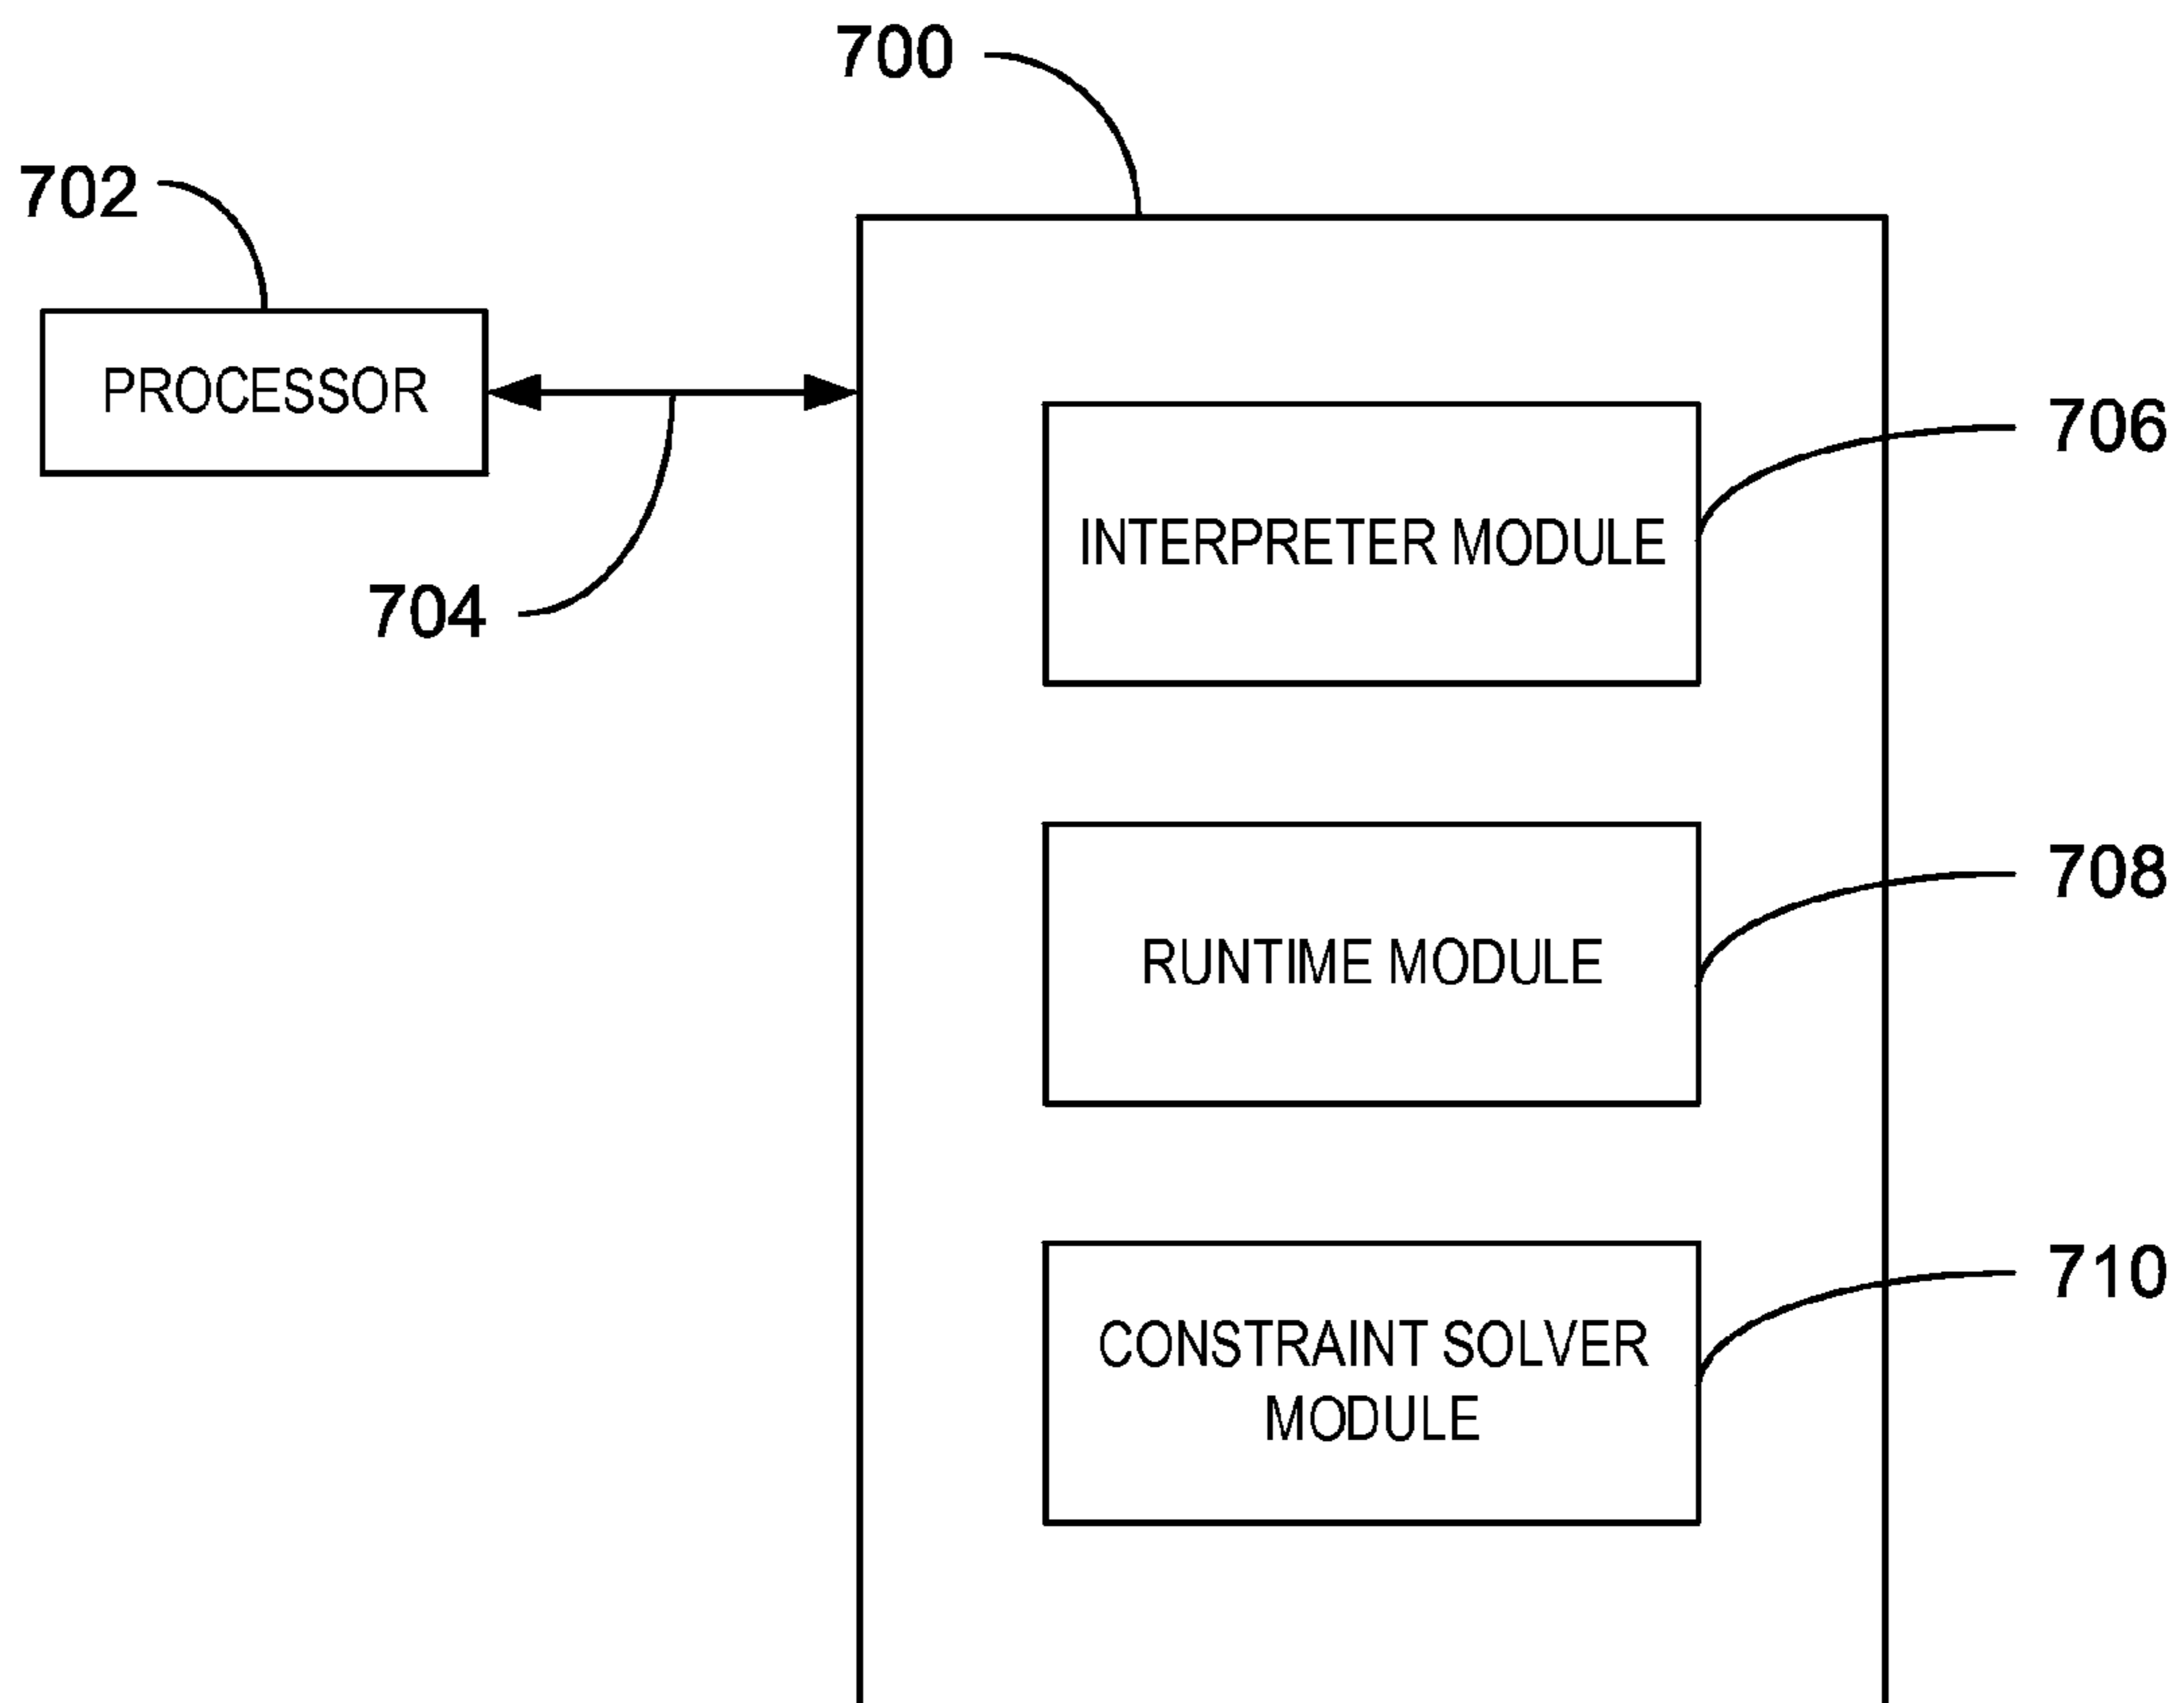 700
702
PROCESSOR
704
INTERPRETER MODULE
706
RUNTIME MODULE
708
CONSTRAINT SOLVER
MODULE
710